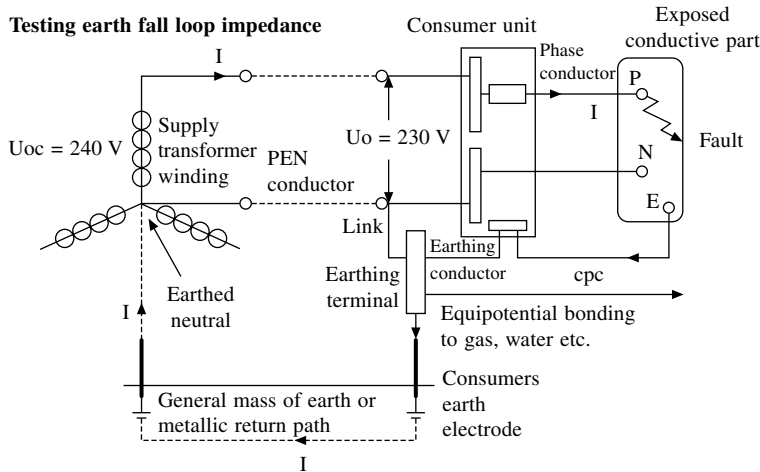 Testing earth fall loop impedance
Consumer unit
Exposed
conductive part
I
Phase
conductor
P
I
Uoc = 240 V
Supply
transformer
winding
Uo = 230 V
Fault
PEN
conductor
N
E
Link
Earthing
conductor
Earthing
terminal
cpc
Earthed
neutral
I
Equipotential bonding
to gas, water etc.
Consumers
earth
electrode
General mass of earth or
metallic return path
I